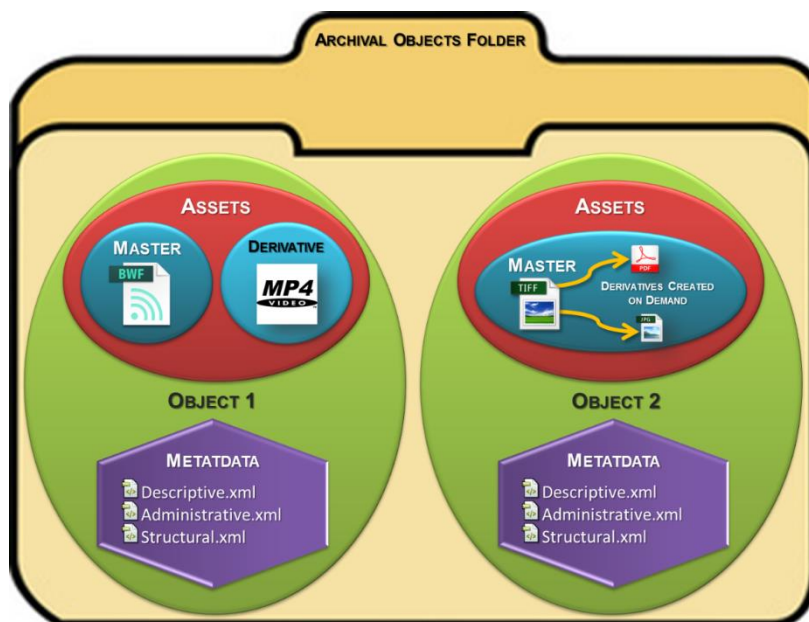 ARCHIVAL OBJECTS FOLDER
ASSETS
MASTER
BWF
DERIVATIVE
MP4
VIDEO
OBJECT 1
METATDATA
Descriptive.xml
Administrative.xml
Structural.xml
ASSETS
MASTER
TIFF
PDF
DERIVATIVES CREATED
ON DEMAND
JPG
OBJECT 2
METATDATA
Descriptive.xml
Administrative.xml
Structural.xml